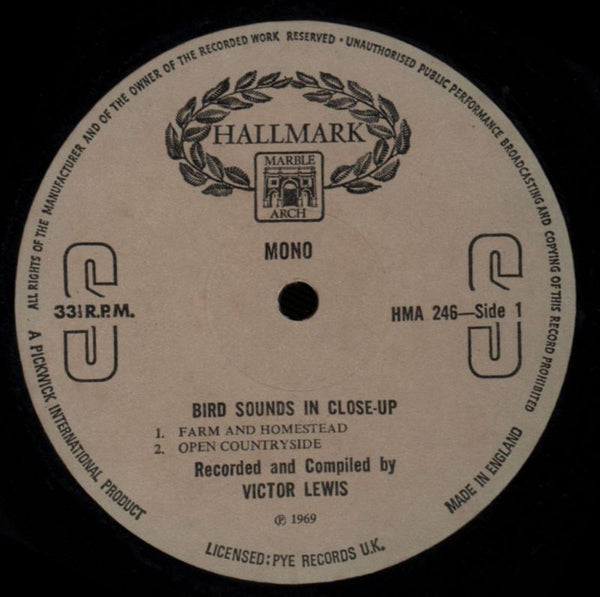 ALL RIGHTS OF THE MANUFACTURER AND OF THE OWNER OF THE RECORDED WORK RESERVED · UNAUTHORISED PUBLIC PERFORMANCE BROADCASTING AND COPYING OF THIS RECORD PROHIBITED
HALLMARK
MARBLE
ARCH
MONO
33⅓ R.P.M.
HMA 246—Side 1
BIRD SOUNDS IN CLOSE-UP
1. FARM AND HOMESTEAD
2. OPEN COUNTRYSIDE
Recorded and Compiled by
VICTOR LEWIS
℗ 1969
A PICKWICK INTERNATIONAL PRODUCT
LICENSED: PYE RECORDS U.K.
MADE IN ENGLAND